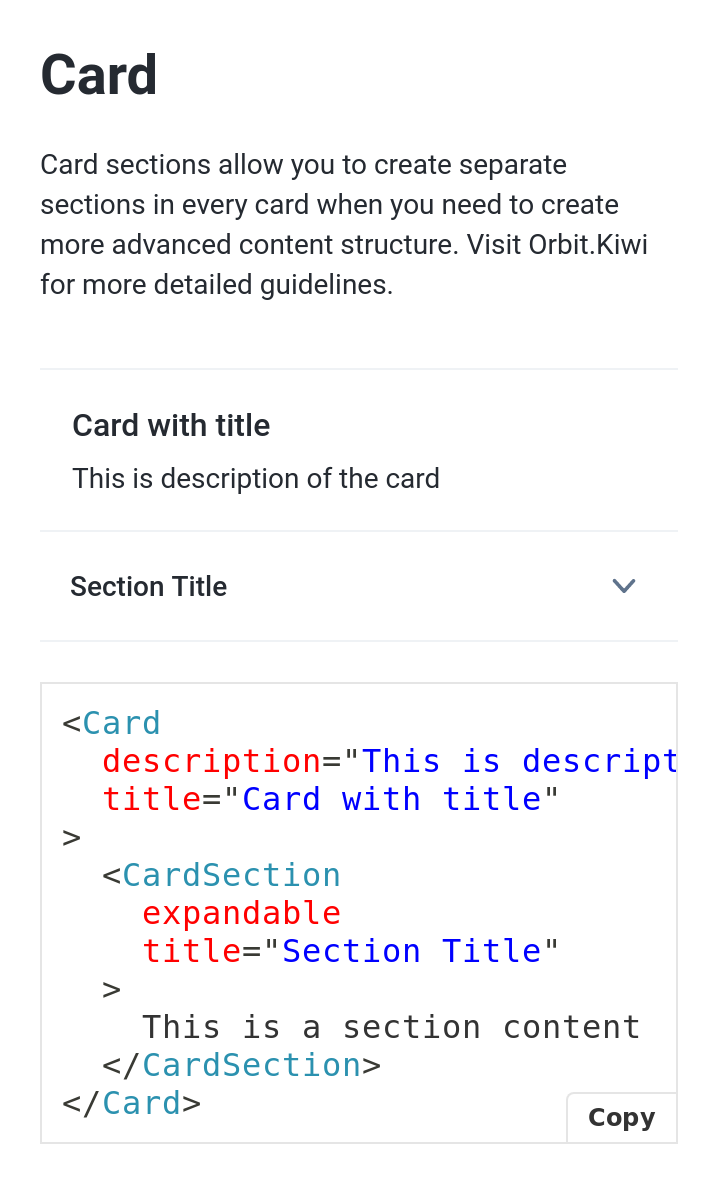 Card
Card sections allow you to create separate
sections in every card when you need to create
more advanced content structure. Visit Orbit.Kiwi
for more detailed guidelines.
Card with title
This is description of the card
Section Title
<Card
  description="This is descript
  title="Card with title"
>
  <CardSection
    expandable
    title="Section Title"
  >
    This is a section content
  </CardSection>
</Card>
Copy